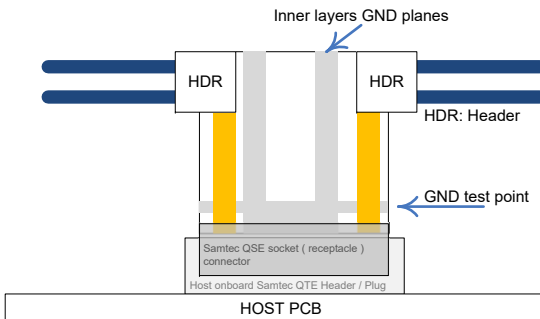 Inner layers GND planes
HDR
HDR
HDR: Header
GND test point
Samtec QSE socket ( receptacle )
connector
Host onboard Samtec QTE Header / Plug
HOST PCB